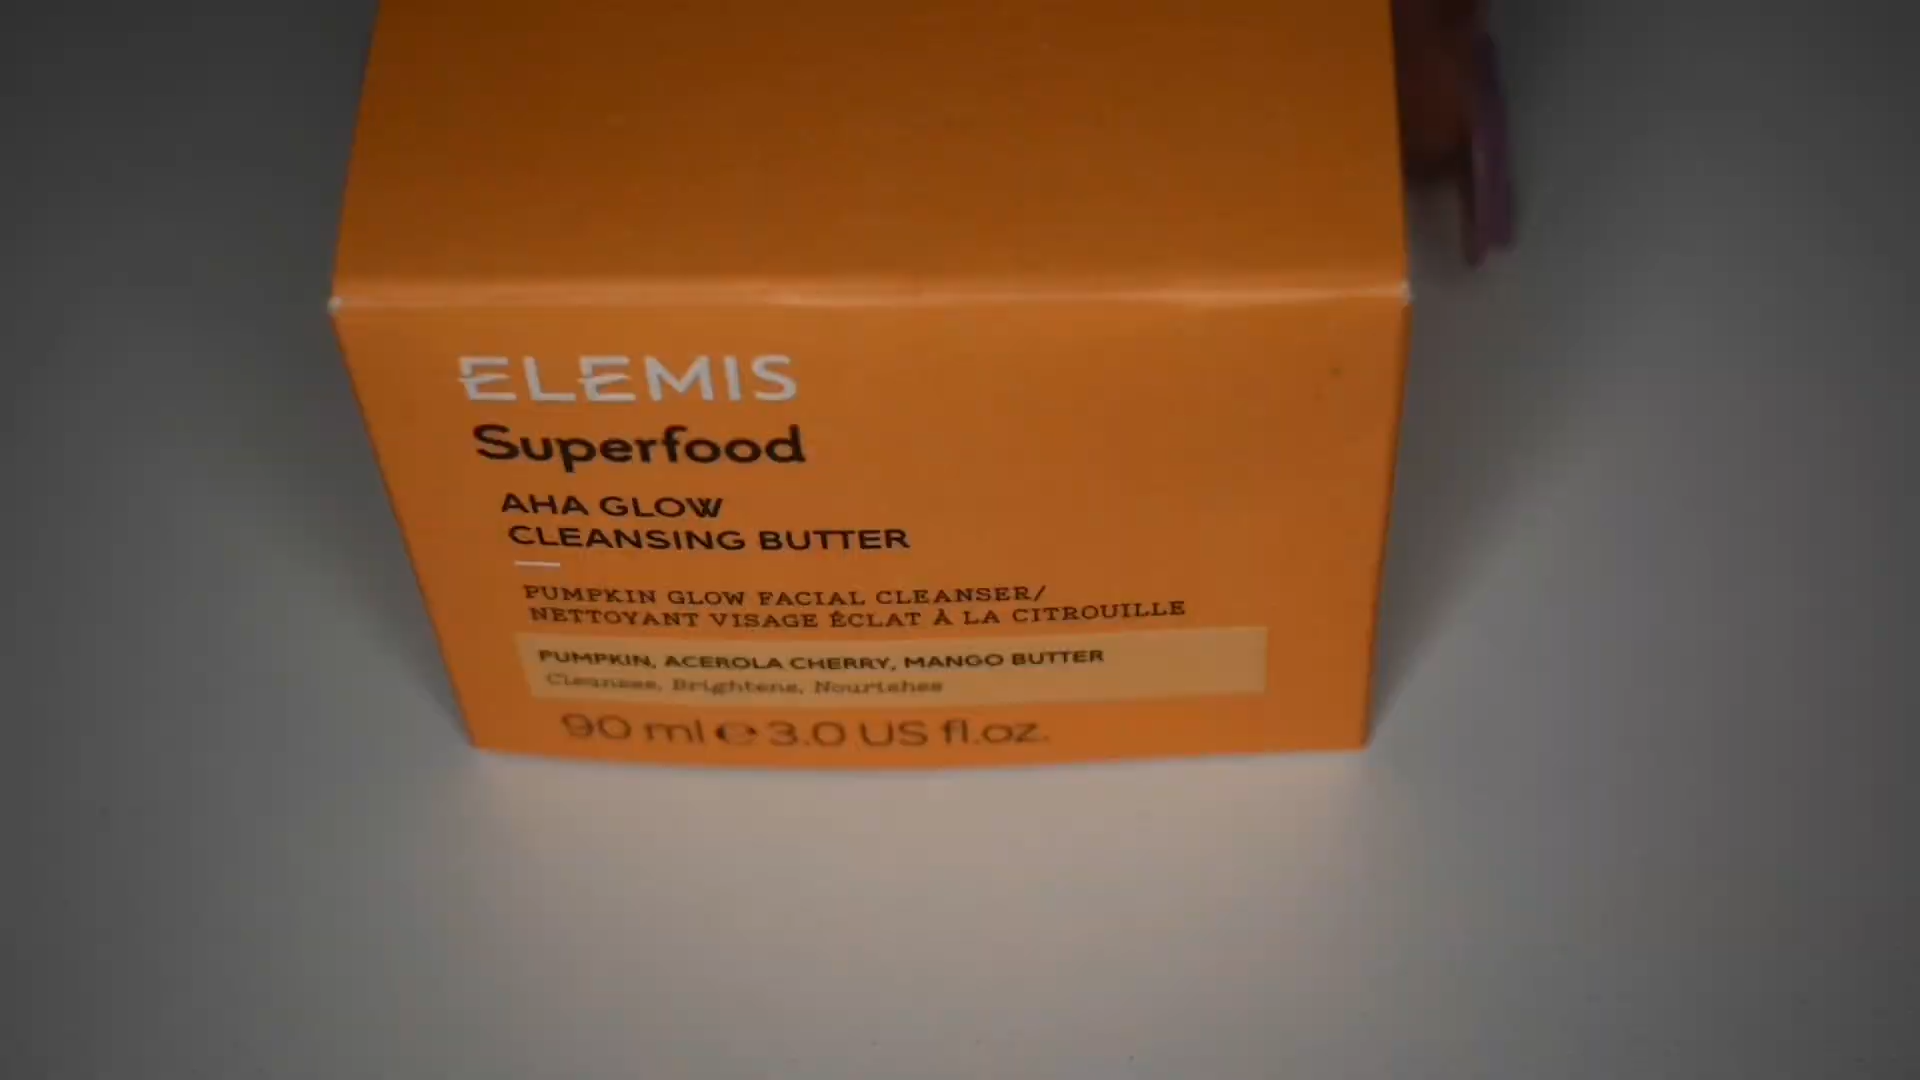 ELEMIS
Superfood
AHA GLOW
CLEANSING BUTTER
PUMPKIN GLOW FACIAL CLEANSER/
NETTOYANT VISAGE ÉCLAT À LA CITROUILLE
PUMPKIN, ACEROLA CHERRY, MANGO BUTTER
Cleanses, Brightens, Nourishes
90 ml e 3.0 US fl.oz.